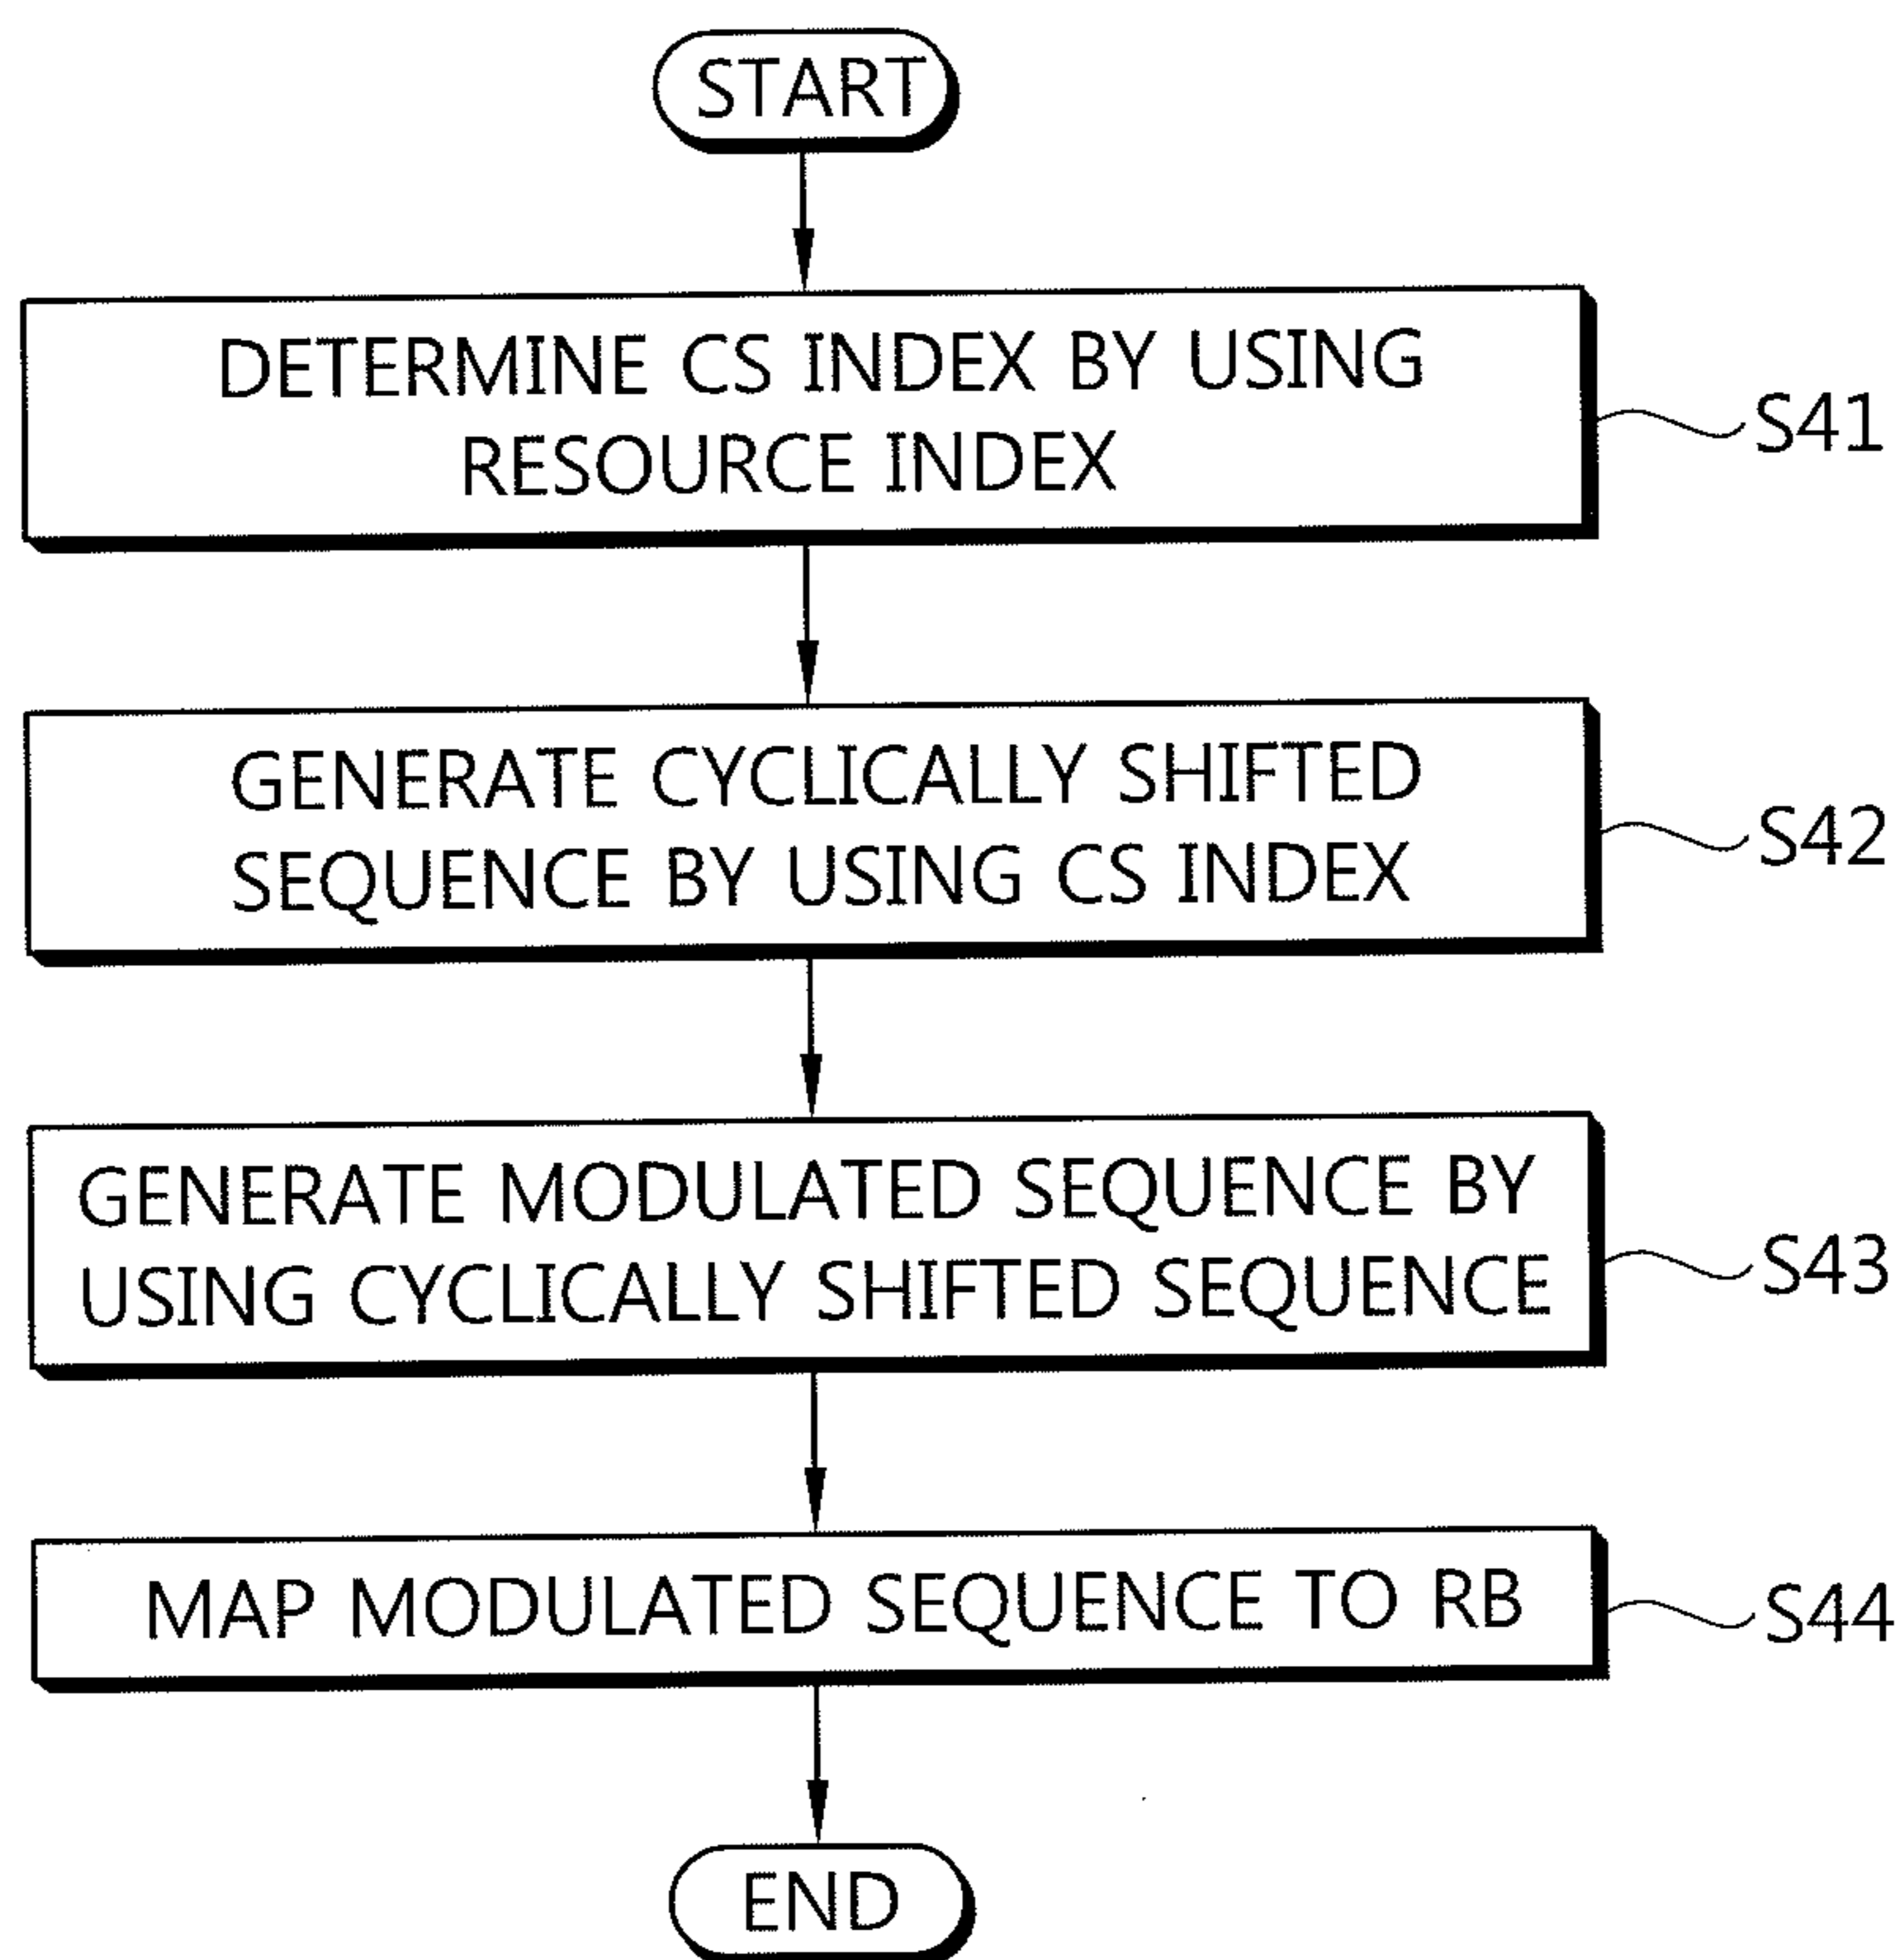 START
DETERMINE CS INDEX BY USING
RESOURCE INDEX
S41
GENERATE CYCLICALLY SHIFTED
SEQUENCE BY USING CS INDEX
S42
GENERATE MODULATED SEQUENCE BY
USING CYCLICALLY SHIFTED SEQUENCE
S43
MAP MODULATED SEQUENCE TO RB
S44
END